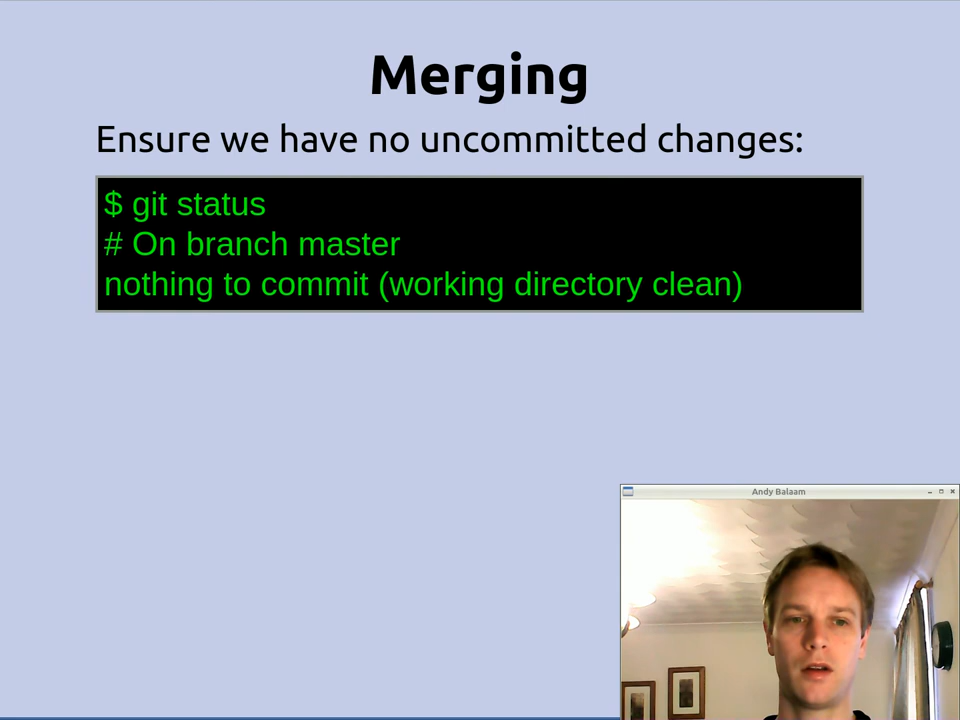 Merging
Ensure we have no uncommitted changes:
$ git status
# On branch master
nothing to commit (working directory clean)
Andy Balaam